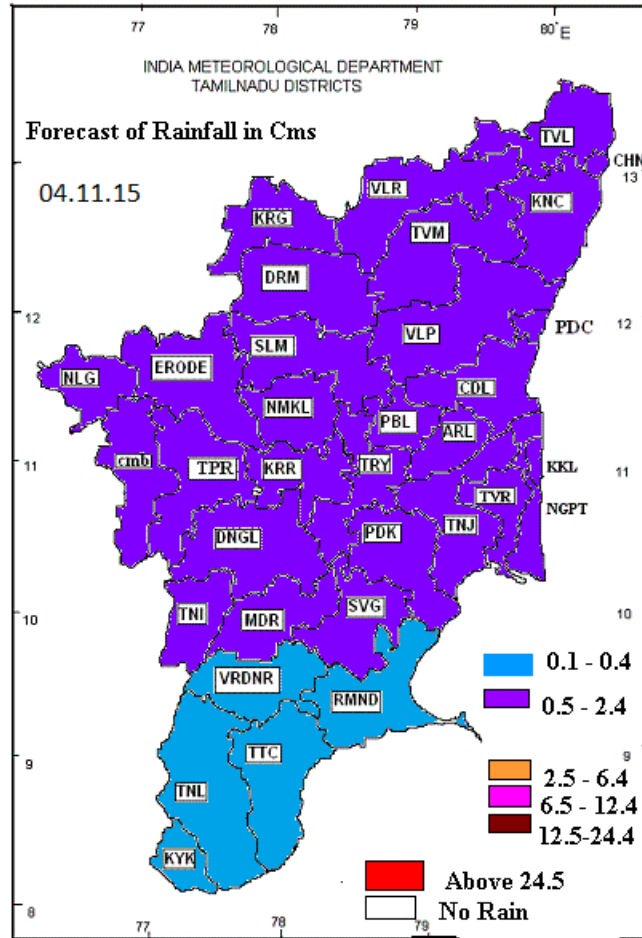 77 78 79 80°E
INDIA METEOROLOGICAL DEPARTMENT
TAMILNADU DISTRICTS
Forecast of Rainfall in Cms
TVL
CHN
13
04.11.15
VLR
KNC
KRG
TVM
DRM
12
12
PDC
VLP
SLM
NLG
ERODE
CDL
NMKL
PBL
ARL
cmb
TPR
KRR
TRY
11
11
KKL
TVR
NGPT
DNGL
PDK
TNJ
10
10
TNI
MDR
SVG
VRDNR
RMND
0.1 - 0.4
0.5 - 2.4
9
9
TTC
TNL
2.5 - 6.4
6.5 - 12.4
12.5-24.4
KYK
Above 24.5
No Rain
8
77 78 79